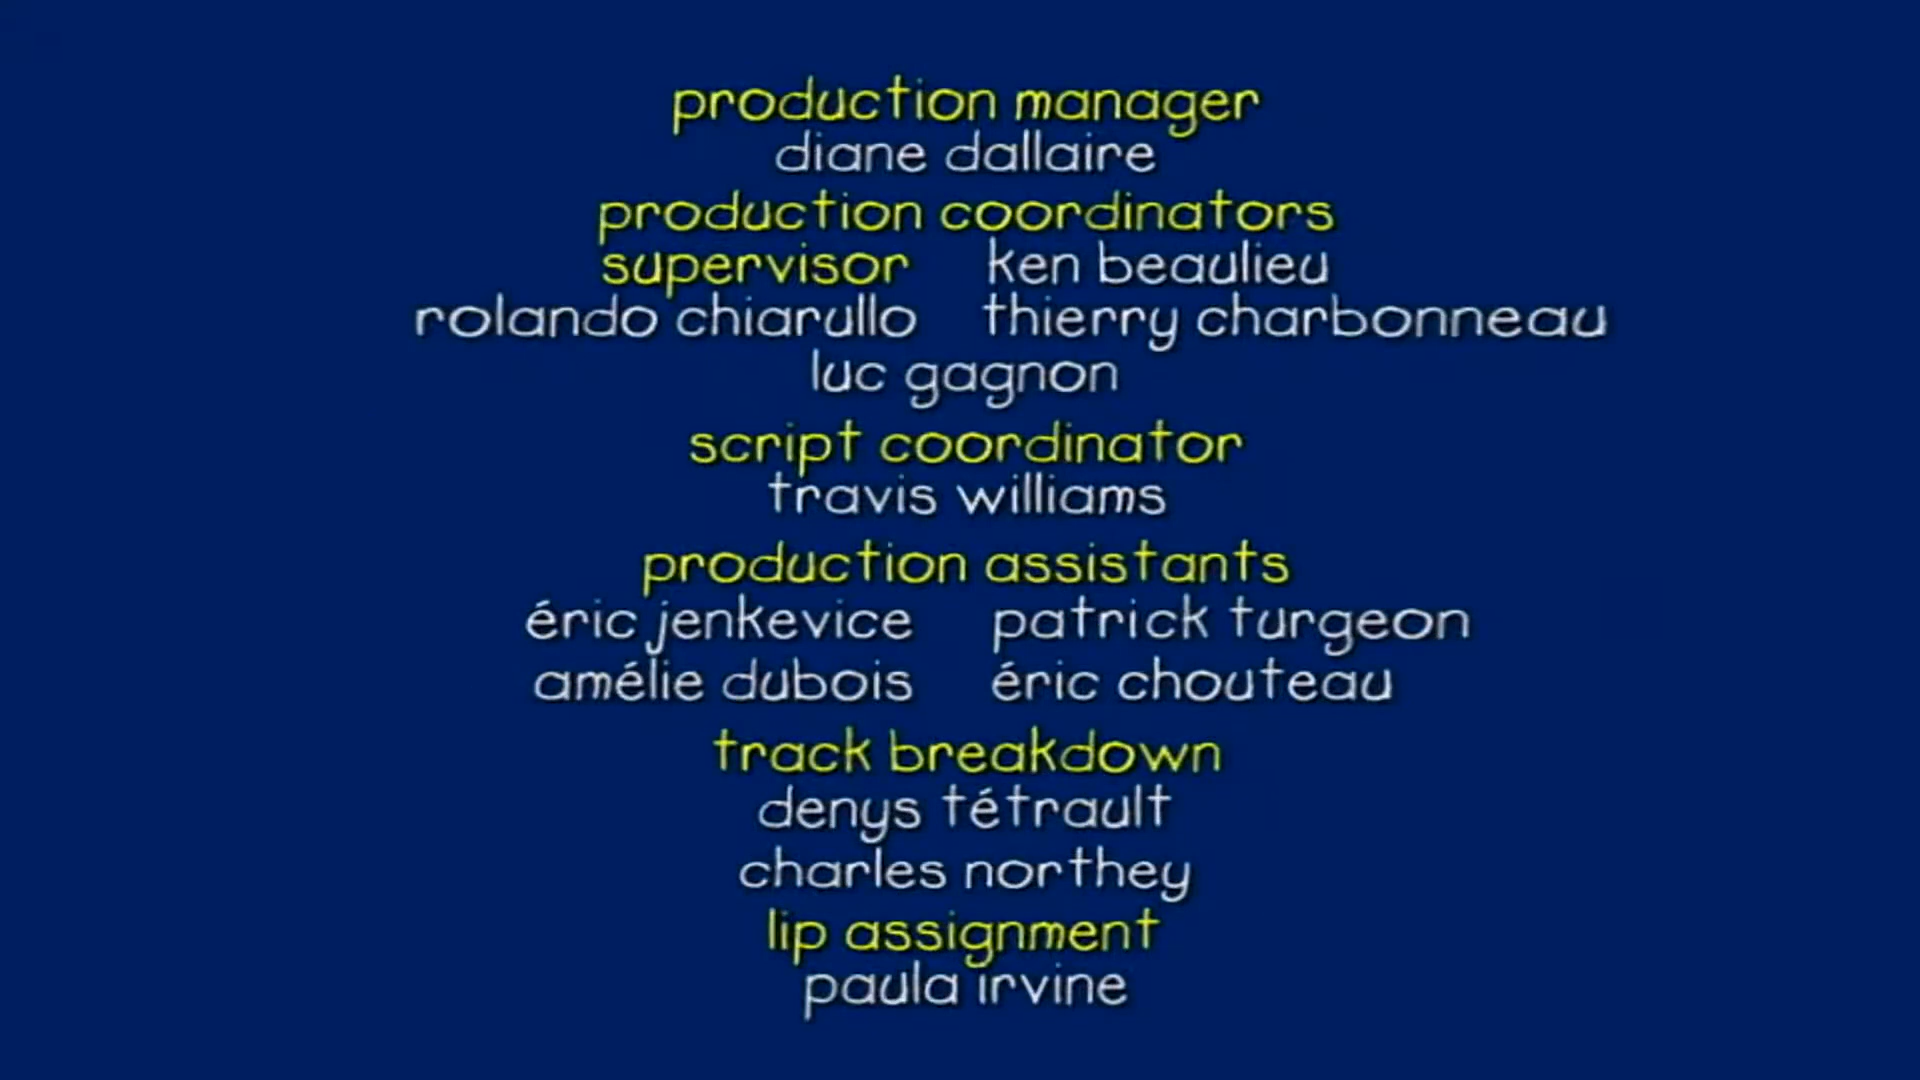 production manager
diane dallaire
production coordinators
supervisor ken beaulieu
rolando chiarullo thierry charbonneau
luc gagnon
script coordinator
travis williams
production assistants
éric jenkevice patrick turgeon
amélie dubois éric chouteau
track breakdown
denys tétrault
charles northey
lip assignment
paula irvine